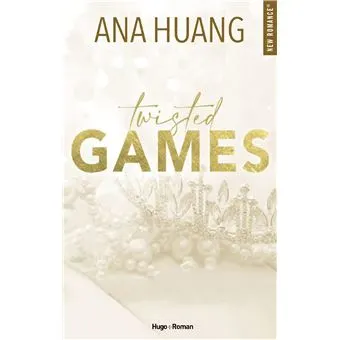 ANA HUANG
NEW ROMANCE®
twisted
GAMES
Hugo Roman